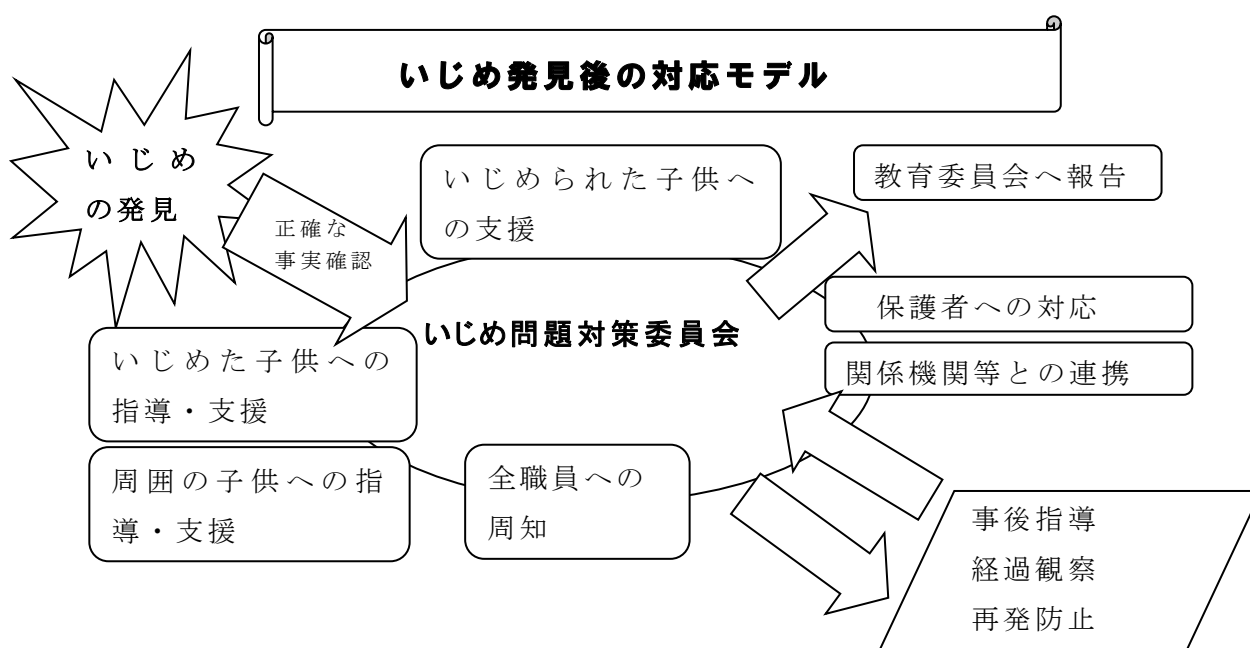 いじめ発見後の対応モデル
いじめ
の発見
正確な
事実確認
いじめられた子供へ
の支援
教育委員会へ報告
保護者への対応
関係機関等との連携
いじめ問題対策委員会
いじめた子供への
指導・支援
周囲の子供への指
導・支援
全職員への
周知
事後指導
経過観察
再発防止